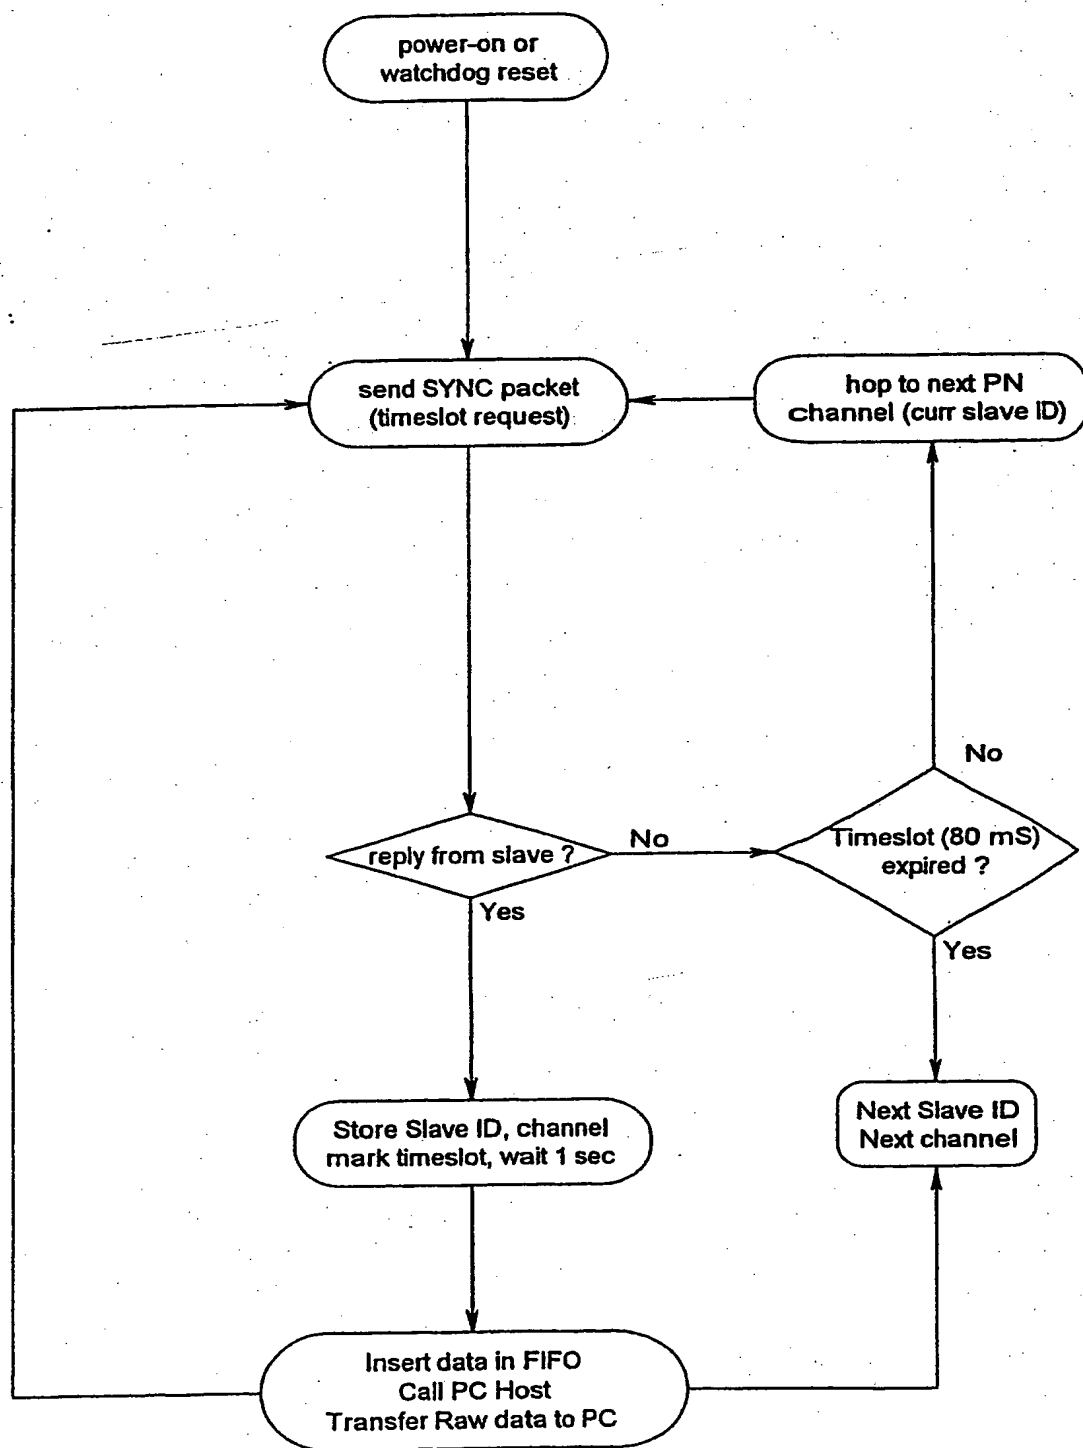 power-on or
watchdog reset
send SYNC packet
(timeslot request)
hop to next PN
channel (curr slave ID)
No
reply from slave ?
No
Timeslot (80 mS)
expired ?
Yes
Yes
Store Slave ID, channel
mark timeslot, wait 1 sec
Next Slave ID
Next channel
Insert data in FIFO
Call PC Host
Transfer Raw data to PC